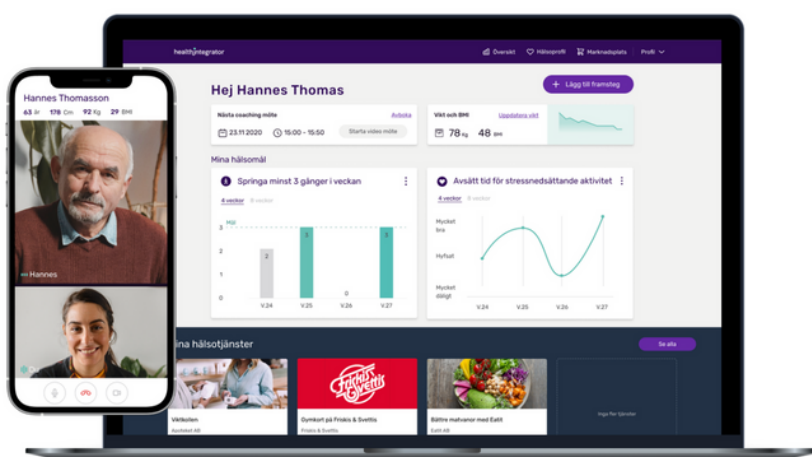 Hannes Thomasson
63 år 178 Cm 92 Kg 29 BMI
Hannes
healthintegrator
Översikt Hälsoprofil Marknadsplats Profil
Hej Hannes Thomas
+ Lägg till framsteg
Nästa coaching möte Avboka
23.11 2020 15:00 - 15:50 Starta video möte
Vikt och BMI Uppdatera vikt
78 Kg 48 BMI
Mina hälsomål
Springa minst 3 gånger i veckan
4 veckor 8 veckor
Mål
3
2
1
0
2
3
0
3
V.24 V.25 V.26 V.27
Avsätt tid för stressnedsättande aktivitet
4 veckor 8 veckor
Mycket
bra
Hyfsat
Mycket
dåligt
V.24 V.25 V.26 V.27
ina hälsotjänster
Se alla
Viktkollen
Apoteket AB
Friskis & Svettis
Gymkort på Friskis & Svettis
Friskis & Svettis
Bättre matvanor med Eatit
Eatit AB
Inga fler tjänster